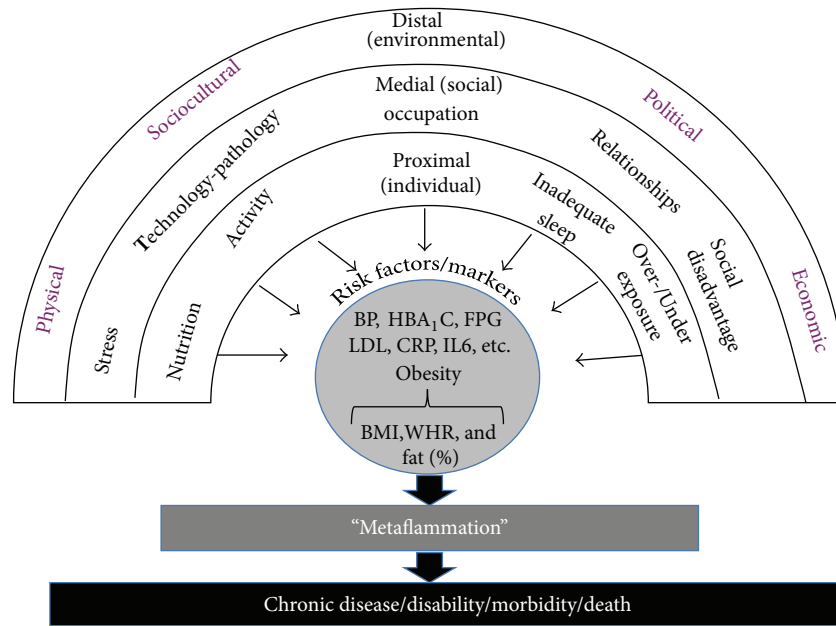 Distal
(environmental)
Physical
Sociocultural
Political
Economic
Medial (social)
occupation
Stress
Technology-pathology
Relationships
Social
disadvantage
Proximal
(individual)
Nutrition
Activity
Inadequate
sleep
Over-/Under
exposure
Risk factors/markers
BP, HBA₁C, FPG
LDL, CRP, IL6, etc.
Obesity
BMI,WHR, and
fat (%)
“Metaflammation”
Chronic disease/disability/morbidity/death